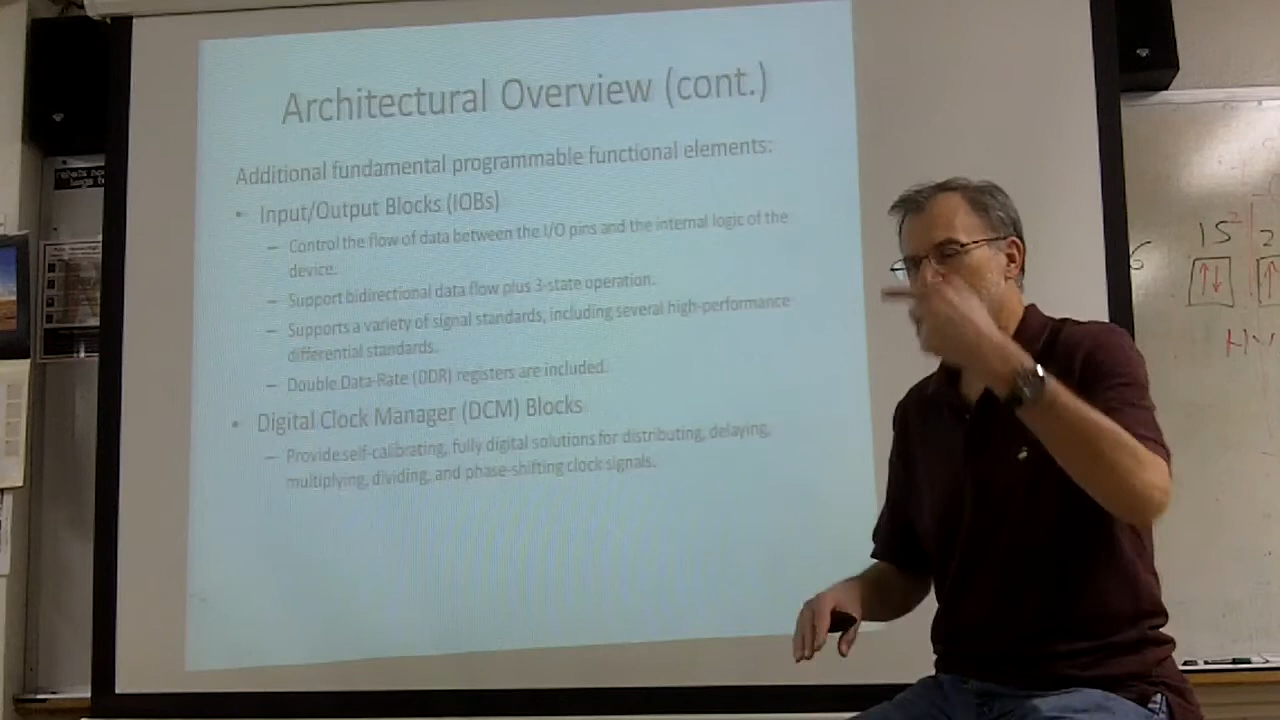 Architectural Overview (cont.)
Additional fundamental programmable functional elements:
• Input/Output Blocks (IOBs)
– Control the flow of data between the I/O pins and the internal logic of the
device.
– Support bidirectional data flow plus 3-state operation.
– Supports a variety of signal standards, including several high-performance
differential standards.
– Double Data-Rate (DDR) registers are included.
• Digital Clock Manager (DCM) Blocks
– Provide self-calibrating, fully digital solutions for distributing, delaying,
multiplying, dividing, and phase-shifting clock signals.
6
15²
2